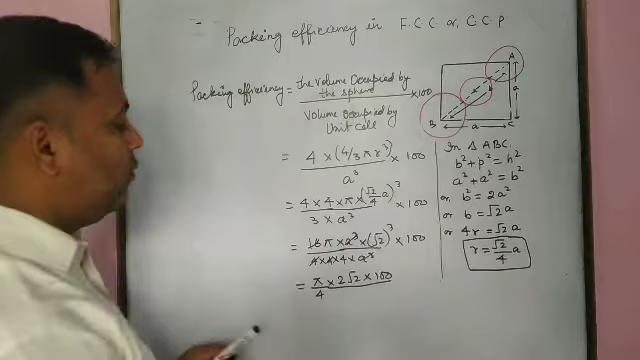 Packing efficiency in F.C.C or, C.C.P
Packing efficiency = the volume occupied by the sphere / Volume occupied by Unit cell × 100
= 4 × (4/3 π r³) / a³ × 100
= 4 × 4 × π × (√2/4 a)³ / 3 × a³ × 100
= 16 π × a³ × (√2)³ / 4 × 4 × 4 × a³ × 100
= π × 2√2 × 100 / 4
A
a
b
B
a
C
In Δ ABC.
b² + p² = h²
a² + a² = b²
or, b² = 2a²
or b = √2 a
or 4r = √2 a
r = √2/4 a